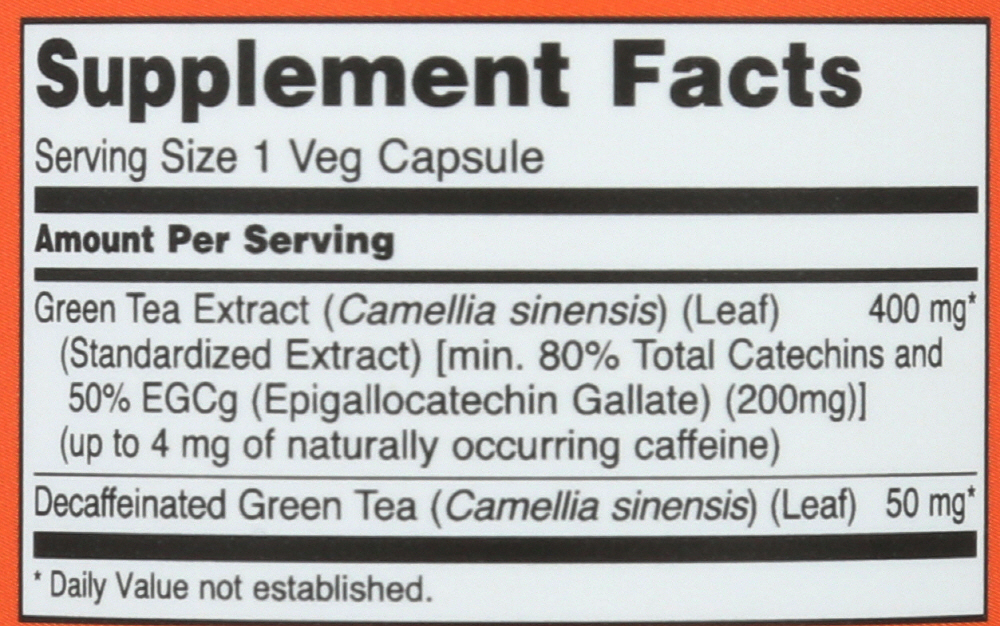 Supplement Facts
Serving Size 1 Veg Capsule
Amount Per Serving
Green Tea Extract (Camellia sinensis) (Leaf) 400 mg*
(Standardized Extract) [min. 80% Total Catechins and
50% EGCg (Epigallocatechin Gallate) (200mg)]
(up to 4 mg of naturally occurring caffeine)
Decaffeinated Green Tea (Camellia sinensis) (Leaf) 50 mg*
* Daily Value not established.